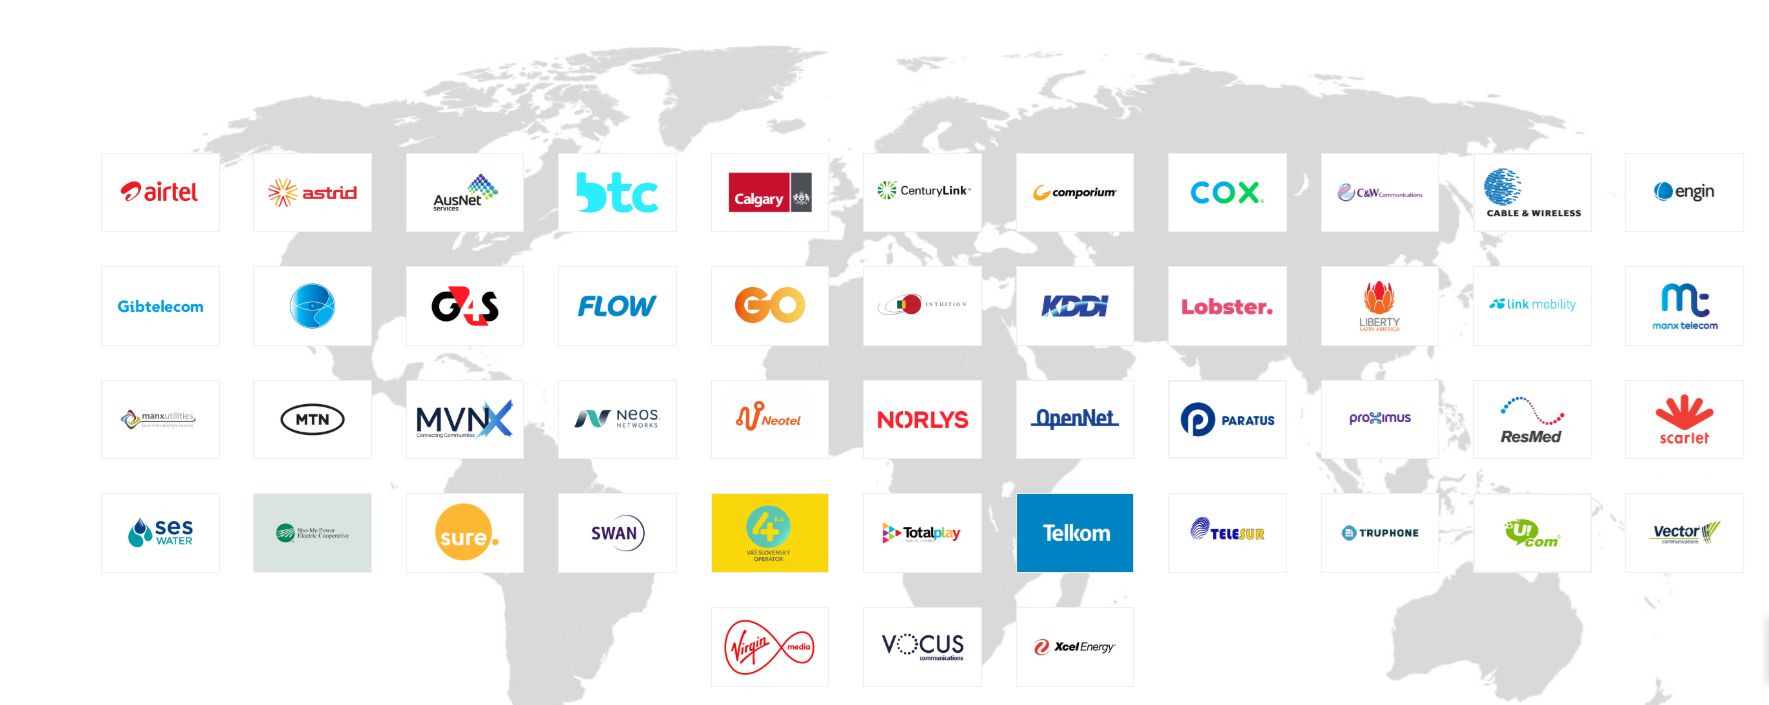 airtel
astrid
AusNet
services
btc
Calgary
CenturyLink
comporium
COX
C&W Communications
CABLE & WIRELESS
engin
Gibtelecom
G4S
FLOW
GO
INTUITION
KDDI
Lobster.
LIBERTY
LATIN AMERICA
link mobility
mt
manx telecom
manxutilities
MTN
MVNX
Connecting Communities
neos
NETWORKS
Neotel
NORLYS
OpenNet
PARATUS
proximus
ResMed
scarlet
ses
WATER
Sho-Me Power
Electric Cooperative
sure.
SWAN
4KA
VÁŠ SLOVENSKÝ
OPERÁTOR
Totalplay
Telkom
TELESUR
TRUPHONE
U!
com
Vector
communications
Virgin media
VOCUS
communications
Xcel Energy